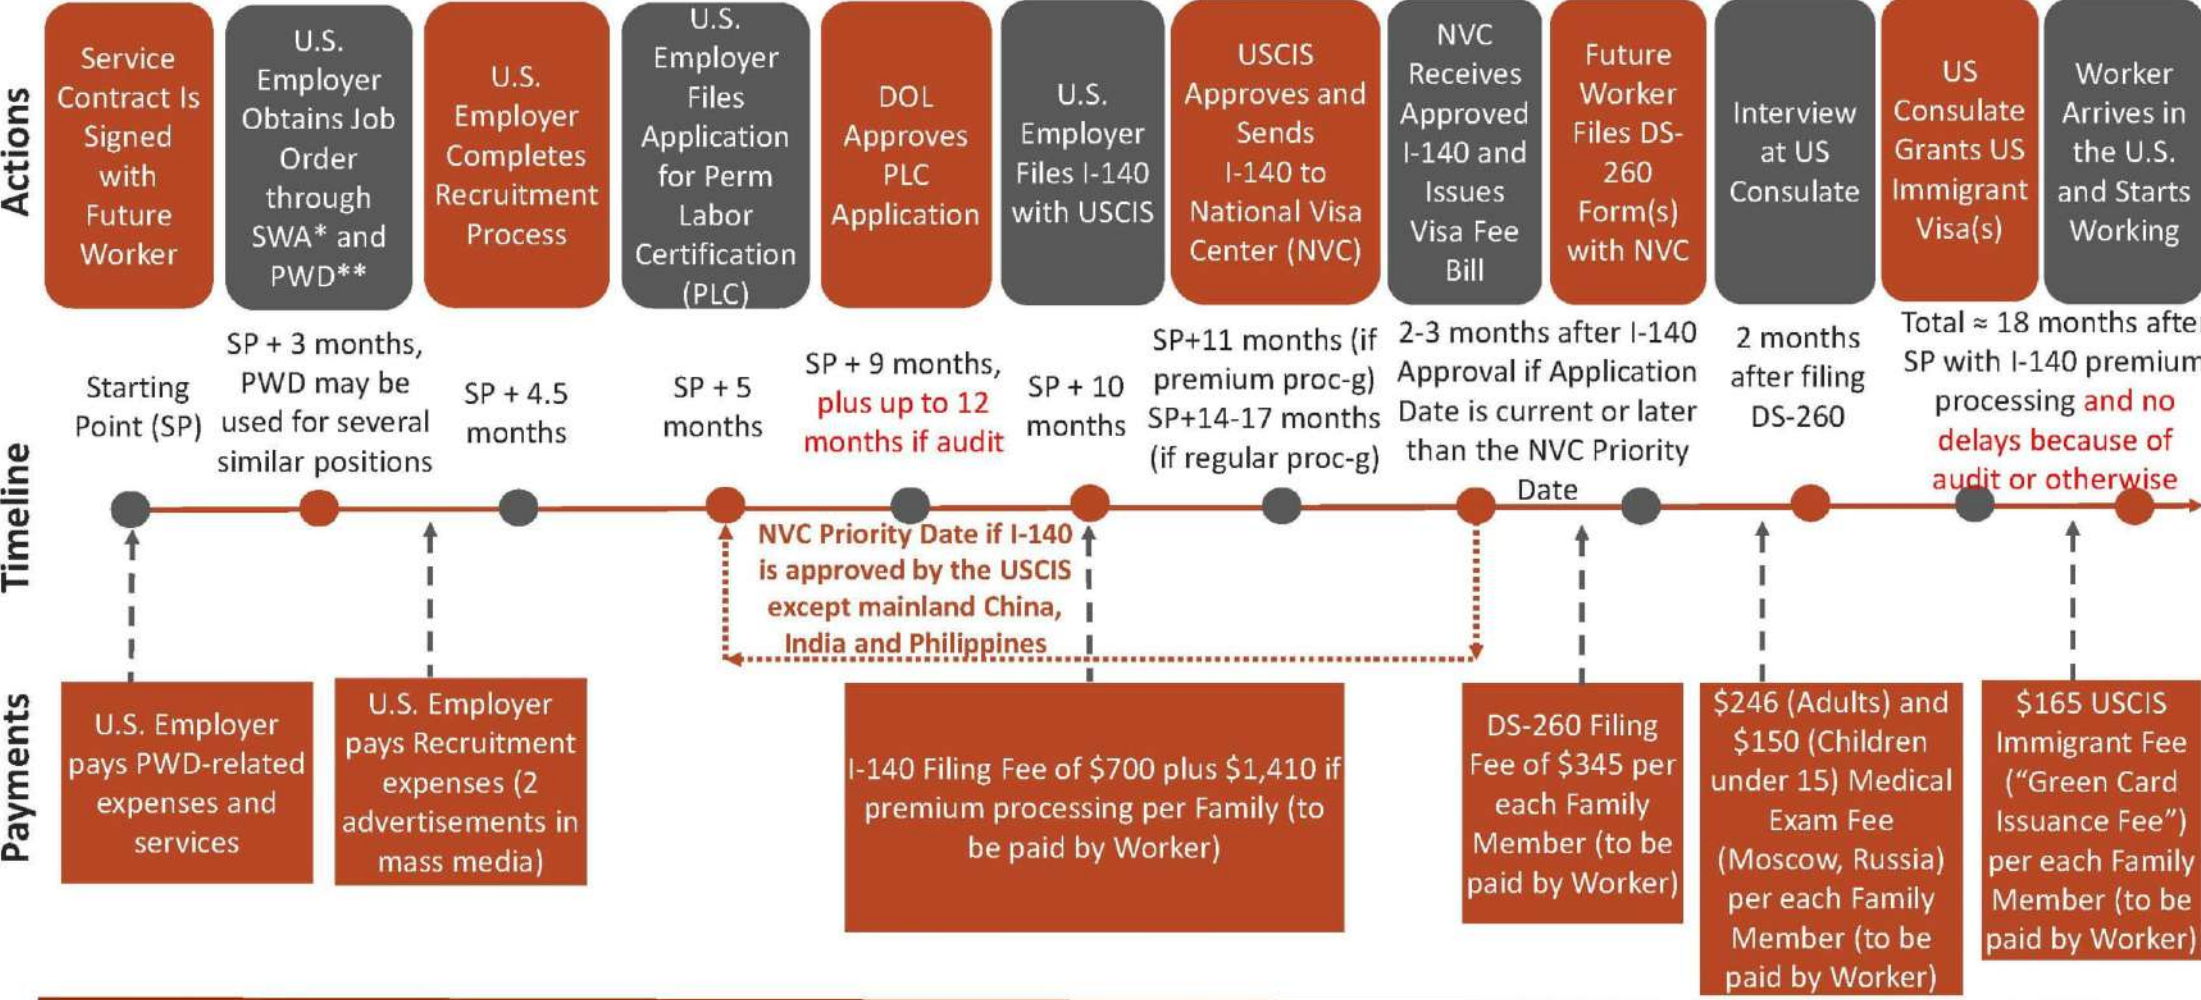 Actions
Service
Contract Is
Signed
with
Future
Worker
U.S.
Employer
Obtains Job
Order
through
SWA* and
PWD**
U.S.
Employer
Completes
Recruitment
Process
U.S.
Employer
Files
Application
for Perm
Labor
Certification
(PLC)
DOL
Approves
PLC
Application
U.S.
Employer
Files I-140
with USCIS
USCIS
Approves and
Sends
I-140 to
National Visa
Center (NVC)
NVC
Receives
Approved
I-140 and
Issues
Visa Fee
Bill
Future
Worker
Files DS-
260
Form(s)
with NVC
Interview
at US
Consulate
US
Consulate
Grants US
Immigrant
Visa(s)
Worker
Arrives in
the U.S.
and Starts
Working
Timeline
Starting
Point (SP)
SP + 3 months,
PWD may be
used for several
similar positions
SP + 4.5
months
SP + 5
months
SP + 9 months,
plus up to 12
months if audit
SP + 10
months
SP+11 months (if
premium proc-g)
SP+14-17 months
(if regular proc-g)
2-3 months after I-140
Approval if Application
Date is current or later
than the NVC Priority
Date
2 months
after filing
DS-260
Total ≈ 18 months after
SP with I-140 premium
processing and no
delays because of
audit or otherwise
NVC Priority Date if I-140
is approved by the USCIS
except mainland China,
India and Philippines
Payments
U.S. Employer
pays PWD-related
expenses and
services
U.S. Employer
pays Recruitment
expenses (2
advertisements in
mass media)
I-140 Filing Fee of $700 plus $1,410 if
premium processing per Family (to
be paid by Worker)
DS-260 Filing
Fee of $345 per
each Family
Member (to be
paid by Worker)
$246 (Adults) and
$150 (Children
under 15) Medical
Exam Fee
(Moscow, Russia)
per each Family
Member (to be
paid by Worker)
$165 USCIS
Immigrant Fee
(“Green Card
Issuance Fee”)
per each Family
Member (to be
paid by Worker)